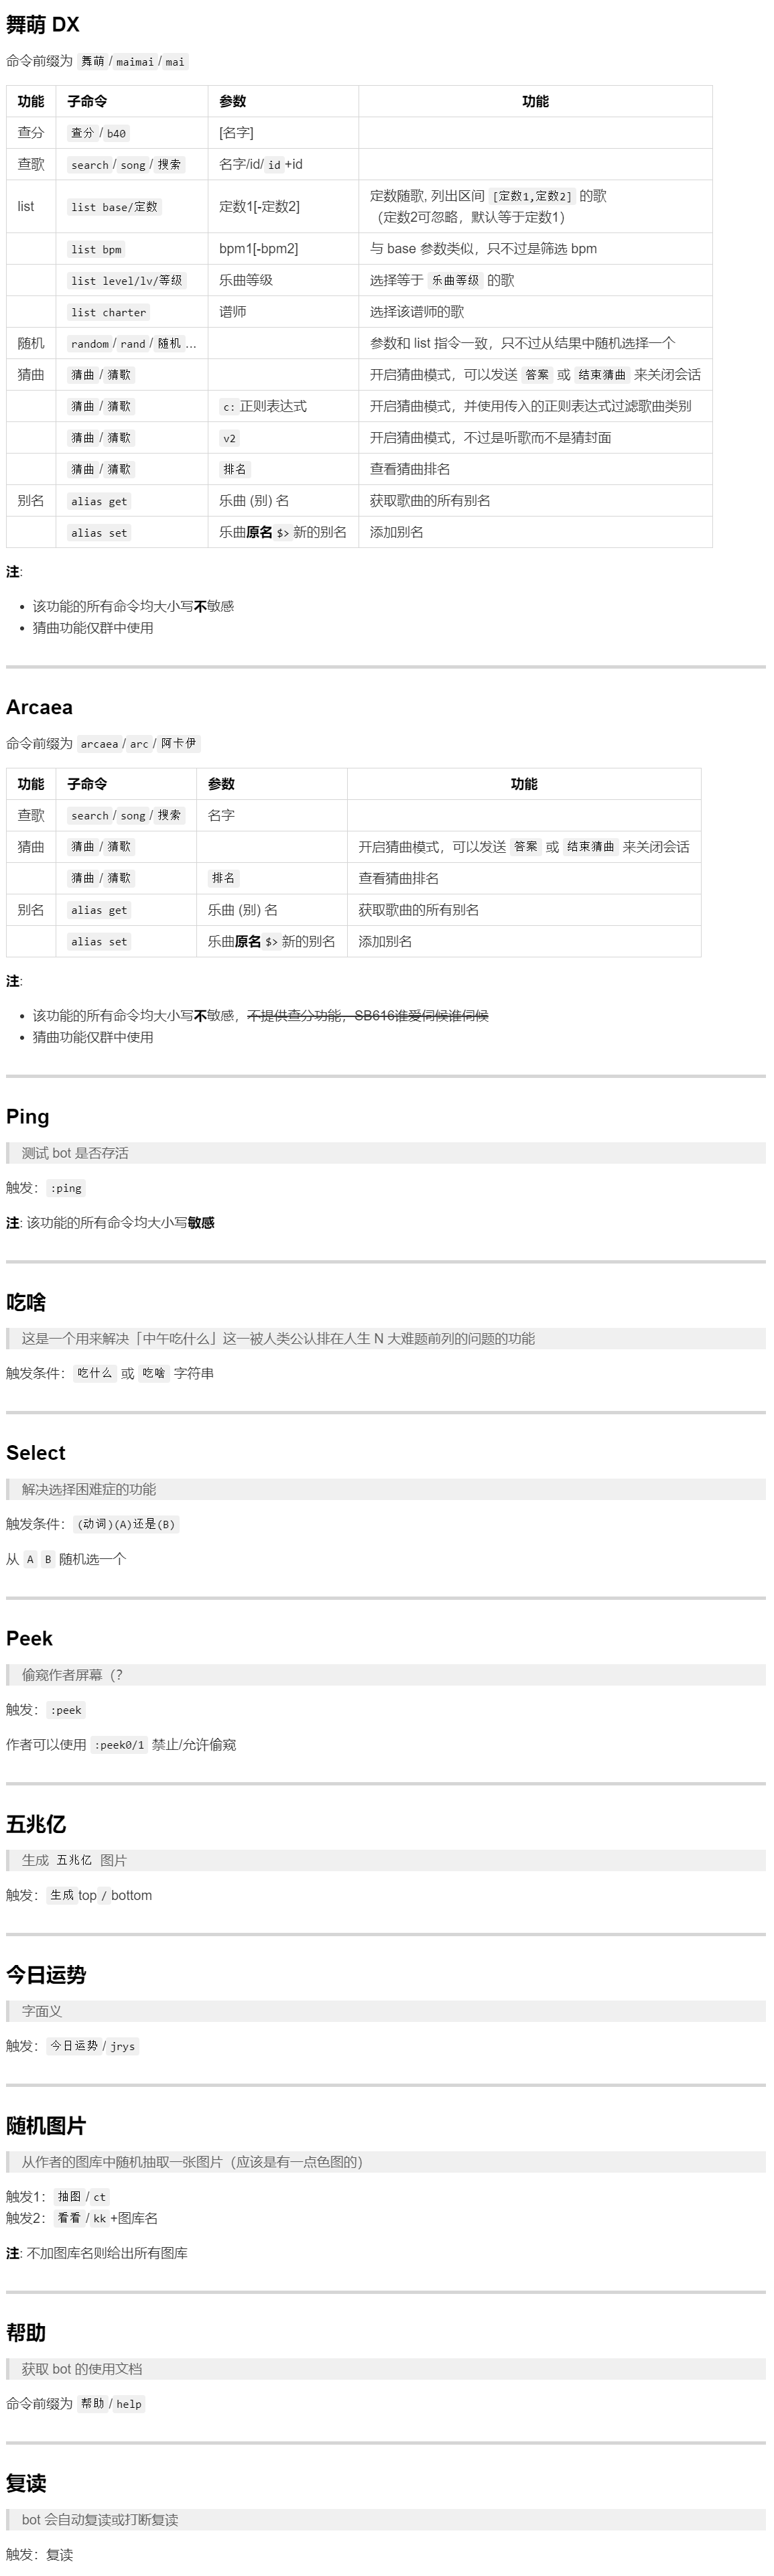 舞萌 DX
命令前缀为 舞萌/maimai/mai
功能 子命令 参数 功能
查分 查分 / b40 [名字]
查歌 search / song / 搜索 名字/id/ id+id
list list base/定数 定数1[-定数2] 定数随歌, 列出区间 [定数1,定数2] 的歌
（定数2可忽略，默认等于定数1）
list bpm bpm1[-bpm2] 与 base 参数类似，只不过是筛选 bpm
list level/lv/等级 乐曲等级 选择等于 乐曲等级 的歌
list charter 谱师 选择该谱师的歌
随机 random / rand / 随机 ... 参数和 list 指令一致，只不过从结果中随机选择一个
猜曲 猜曲 / 猜歌 开启猜曲模式，可以发送 答案 或 结束猜曲 来关闭会话
猜曲 / 猜歌 c:正则表达式 开启猜曲模式，并使用传入的正则表达式过滤歌曲类别
猜曲 / 猜歌 v2 开启猜曲模式，不过是听歌而不是猜封面
猜曲 / 猜歌 排名 查看猜曲排名
别名 alias get 乐曲 (别) 名 获取歌曲的所有别名
alias set 乐曲原名 $> 新的别名 添加别名
注:
• 该功能的所有命令均大小写不敏感
• 猜曲功能仅群中使用
Arcaea
命令前缀为 arcaea/arc/阿卡伊
功能 子命令 参数 功能
查歌 search / song / 搜索 名字
猜曲 猜曲 / 猜歌 开启猜曲模式，可以发送 答案 或 结束猜曲 来关闭会话
猜曲 / 猜歌 排名 查看猜曲排名
别名 alias get 乐曲 (别) 名 获取歌曲的所有别名
alias set 乐曲原名 $> 新的别名 添加别名
注:
• 该功能的所有命令均大小写不敏感，不提供查分功能，SB616谁爱伺候谁伺候
• 猜曲功能仅群中使用
Ping
测试 bot 是否存活
触发：:ping
注: 该功能的所有命令均大小写敏感
吃啥
这是一个用来解决「中午吃什么」这一被人类公认排在人生 N 大难题前列的问题的功能
触发条件：吃什么 或 吃啥 字符串
Select
解决选择困难症的功能
触发条件：(动词)(A)还是(B)
从 A B 随机选一个
Peek
偷窥作者屏幕（?
触发：:peek
作者可以使用 :peek0/1 禁止/允许偷窥
五兆亿
生成 五兆亿 图片
触发：生成top/bottom
今日运势
字面义
触发：今日运势/jrys
随机图片
从作者的图库中随机抽取一张图片（应该是有一点色图的）
触发1：抽图/ct
触发2：看看/kk+图库名
注: 不加图库名则给出所有图库
帮助
获取 bot 的使用文档
命令前缀为 帮助/help
复读
bot 会自动复读或打断复读
触发：复读